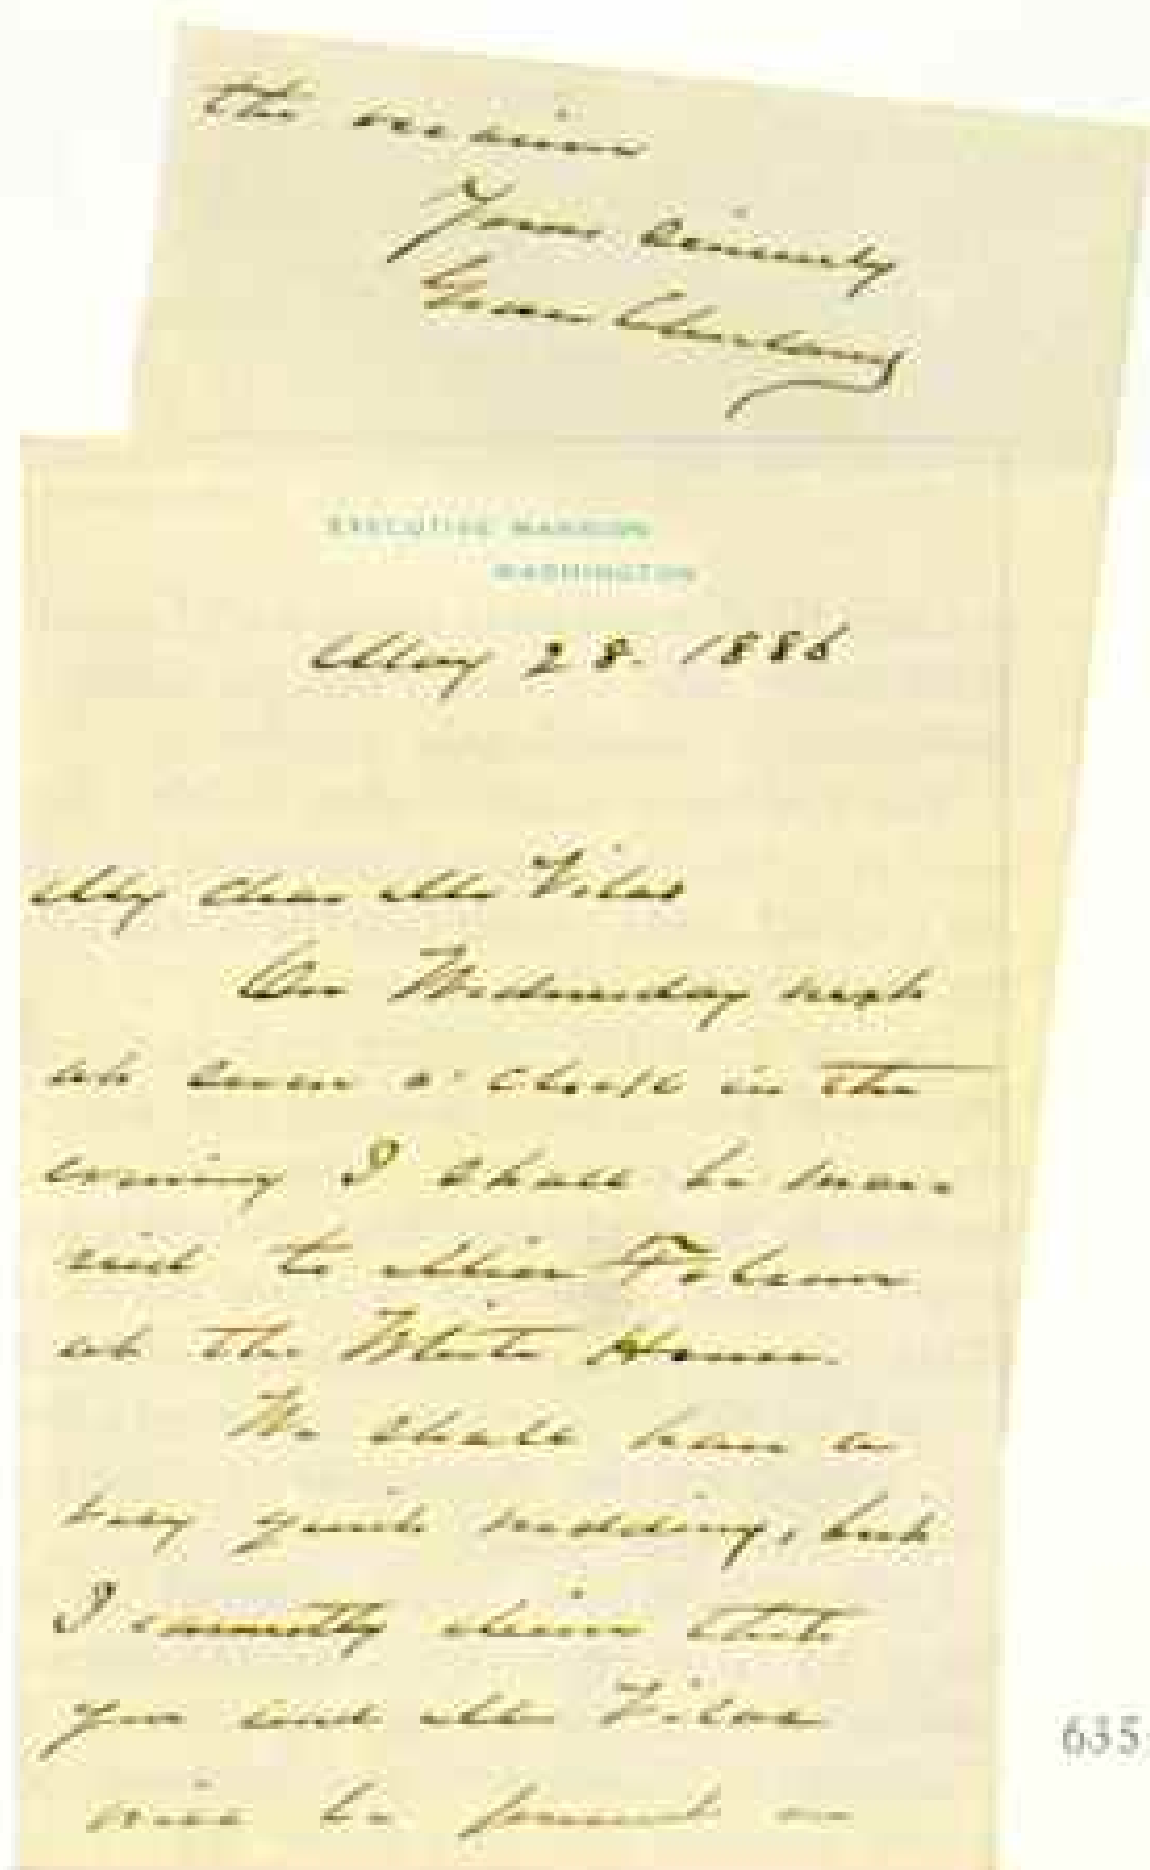 EXECUTIVE MANSION
WASHINGTON
May 28. 1886
My dear Mr Vilas
On Wednesday next
at seven o'clock in the
evening I shall be mar-
ried to Miss Folsom
at the White House.
We shall have a
very quiet wedding, but
I earnestly desire that
you and Mrs Vilas
will be present on
the occasion
Yours sincerely
Grover Cleveland
635